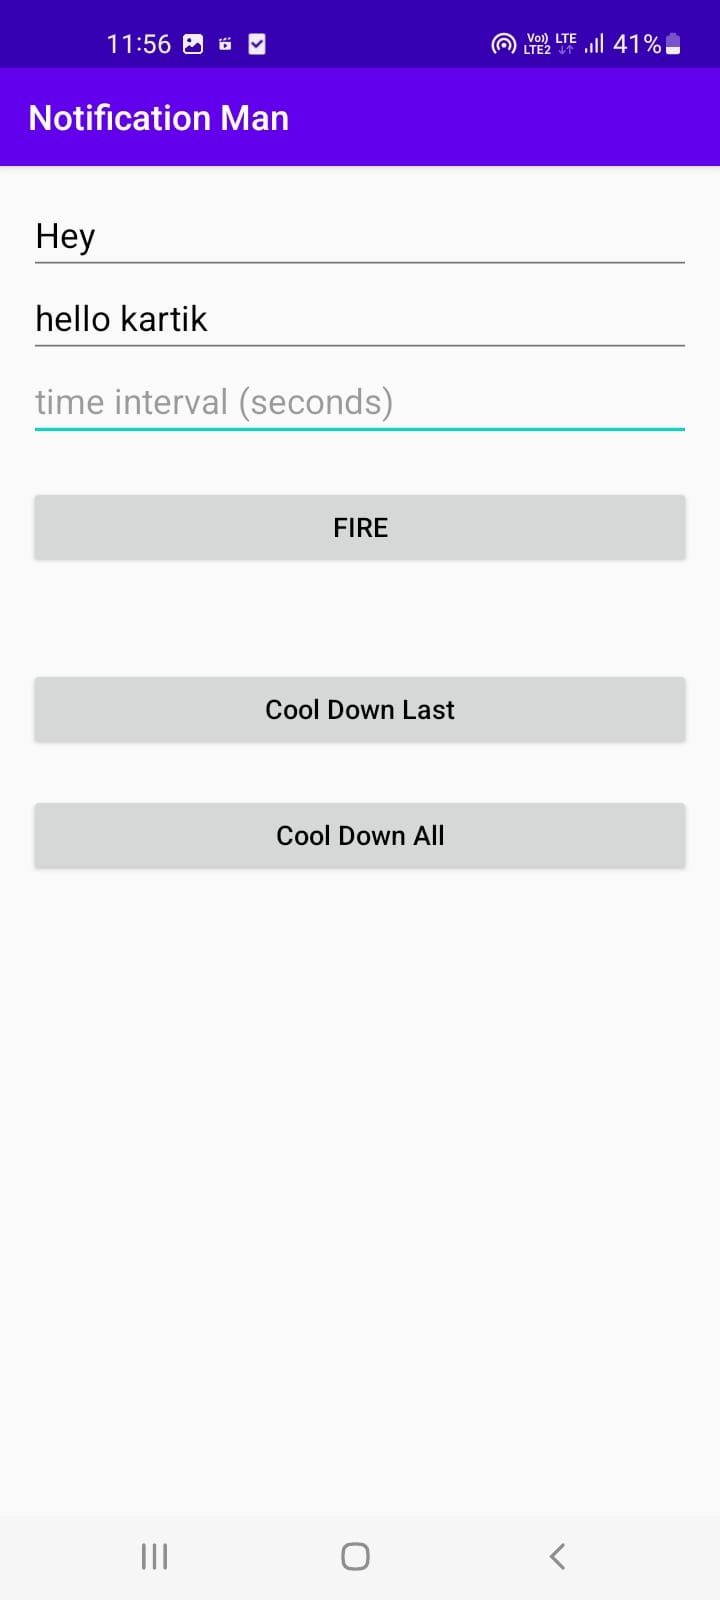 11:56 Vo)) LTE 41%
LTE2
Notification Man
Hey
hello kartik
time interval (seconds)
FIRE
Cool Down Last
Cool Down All